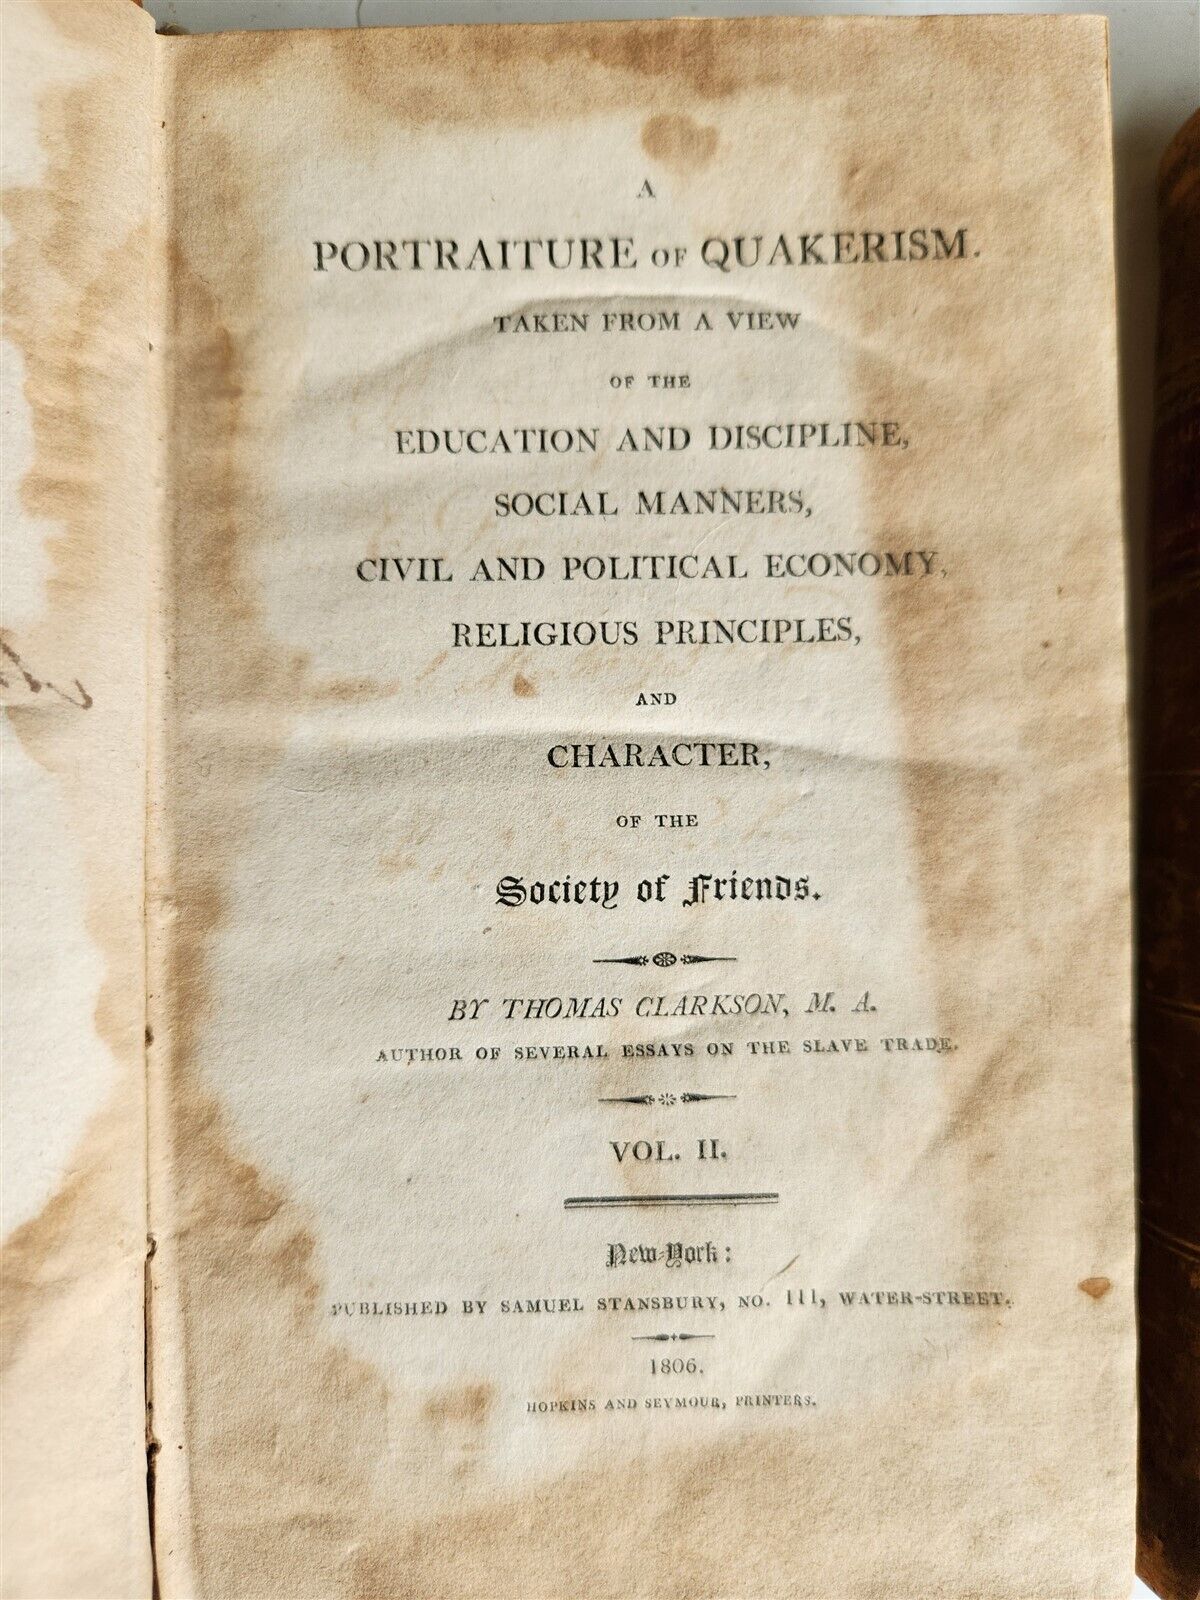 A
PORTRAITURE OF QUAKERISM.
TAKEN FROM A VIEW
OF THE
EDUCATION AND DISCIPLINE,
SOCIAL MANNERS,
CIVIL AND POLITICAL ECONOMY,
RELIGIOUS PRINCIPLES,
AND
CHARACTER,
OF THE
Society of Friends.
BY THOMAS CLARKSON, M. A.
AUTHOR OF SEVERAL ESSAYS ON THE SLAVE TRADE.
VOL. II.
New-York:
PUBLISHED BY SAMUEL STANSBURY, NO. 111, WATER-STREET.
1806.
HOPKINS AND SEYMOUR, PRINTERS.